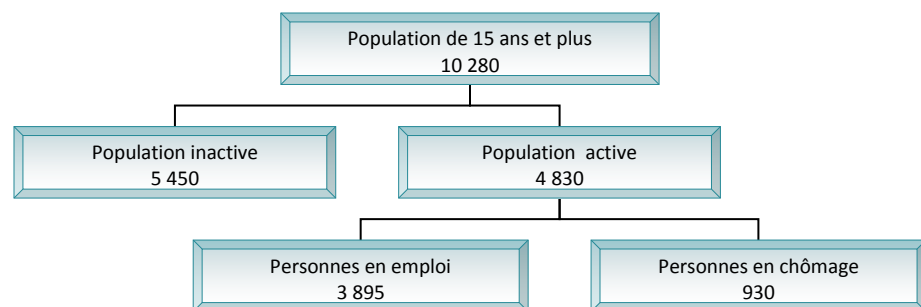 Population de 15 ans et plus
10 280
Population inactive
5 450
Population active
4 830
Personnes en emploi
3 895
Personnes en chômage
930